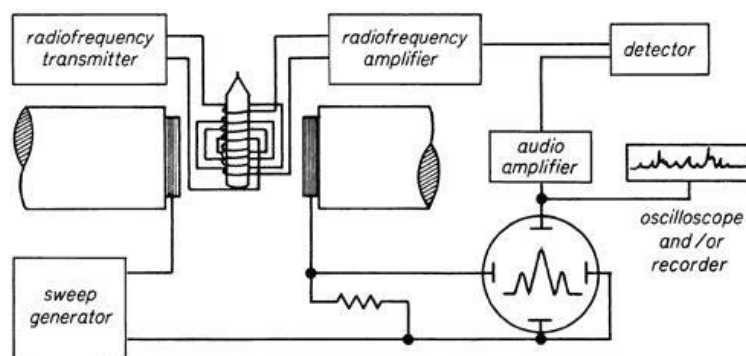 radiofrequency
transmitter
radiofrequency
amplifier
detector
audio
amplifier
oscilloscope
and/or
recorder
sweep
generator